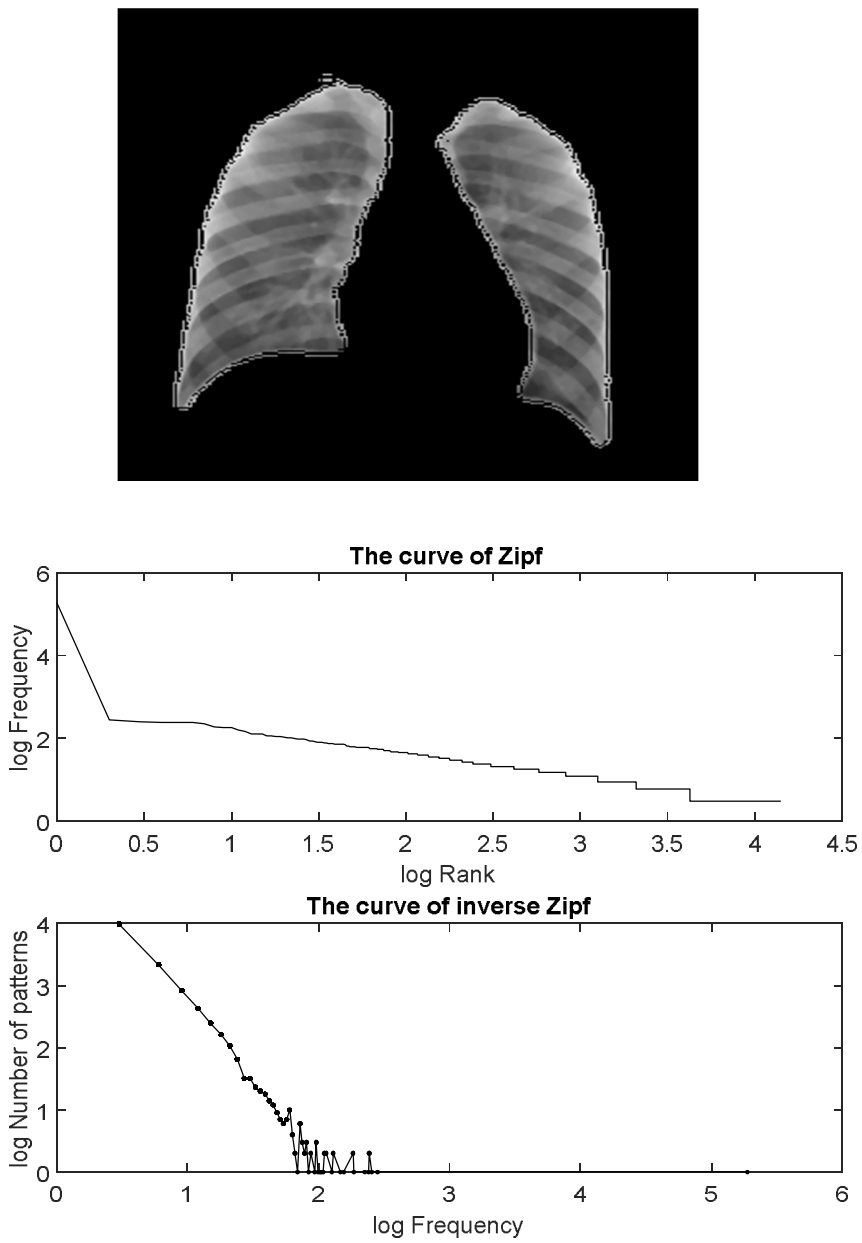 The curve of Zipf
6
4
2
0
log Frequency
0 0.5 1 1.5 2 2.5 3 3.5 4 4.5
log Rank
The curve of inverse Zipf
4
3
2
1
0
log Number of patterns
0 1 2 3 4 5 6
log Frequency